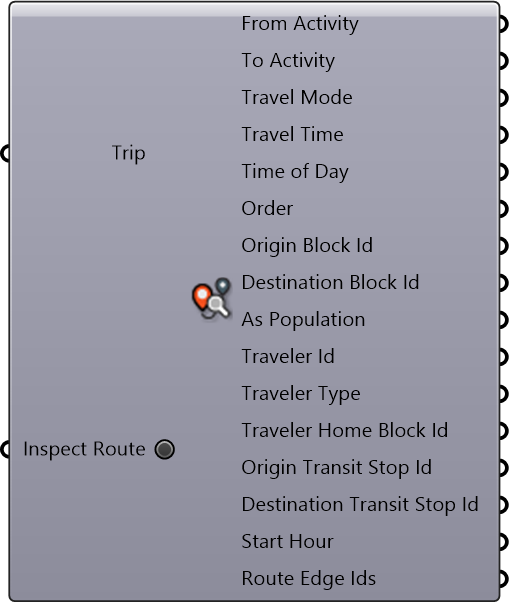 Trip
Inspect Route
From Activity
To Activity
Travel Mode
Travel Time
Time of Day
Order
Origin Block Id
Destination Block Id
As Population
Traveler Id
Traveler Type
Traveler Home Block Id
Origin Transit Stop Id
Destination Transit Stop Id
Start Hour
Route Edge Ids